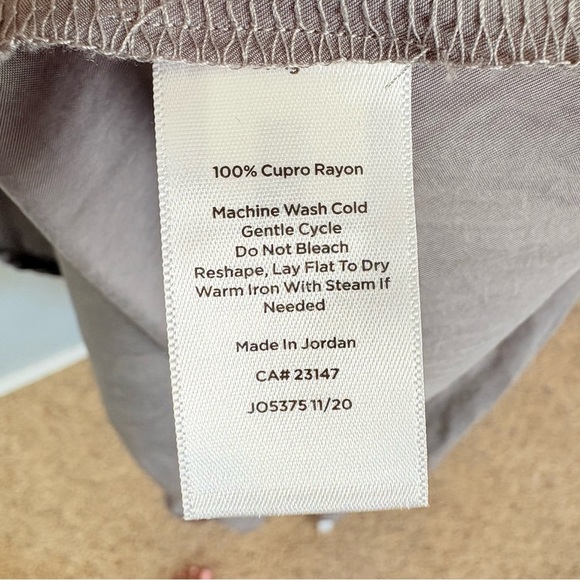 100% Cupro Rayon
Machine Wash Cold
Gentle Cycle
Do Not Bleach
Reshape, Lay Flat To Dry
Warm Iron With Steam If
Needed
Made In Jordan
CA# 23147
JO5375 11/20